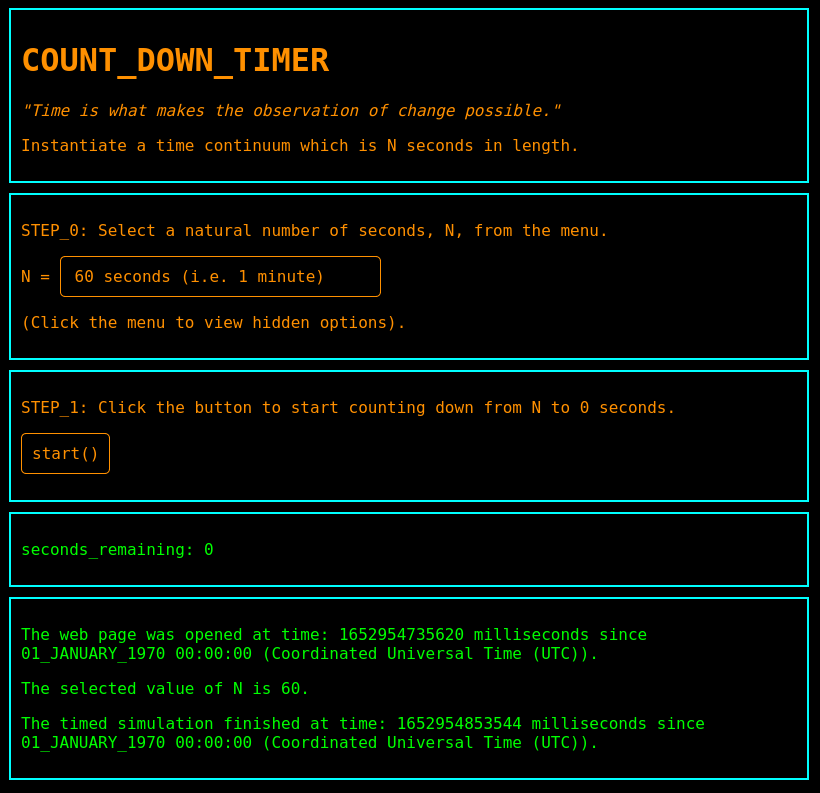 COUNT_DOWN_TIMER
"Time is what makes the observation of change possible."
Instantiate a time continuum which is N seconds in length.
STEP_0: Select a natural number of seconds, N, from the menu.
N = 60 seconds (i.e. 1 minute)
(Click the menu to view hidden options).
STEP_1: Click the button to start counting down from N to 0 seconds.
start()
seconds_remaining: 0
The web page was opened at time: 1652954735620 milliseconds since
01_JANUARY_1970 00:00:00 (Coordinated Universal Time (UTC)).
The selected value of N is 60.
The timed simulation finished at time: 1652954853544 milliseconds since
01_JANUARY_1970 00:00:00 (Coordinated Universal Time (UTC)).